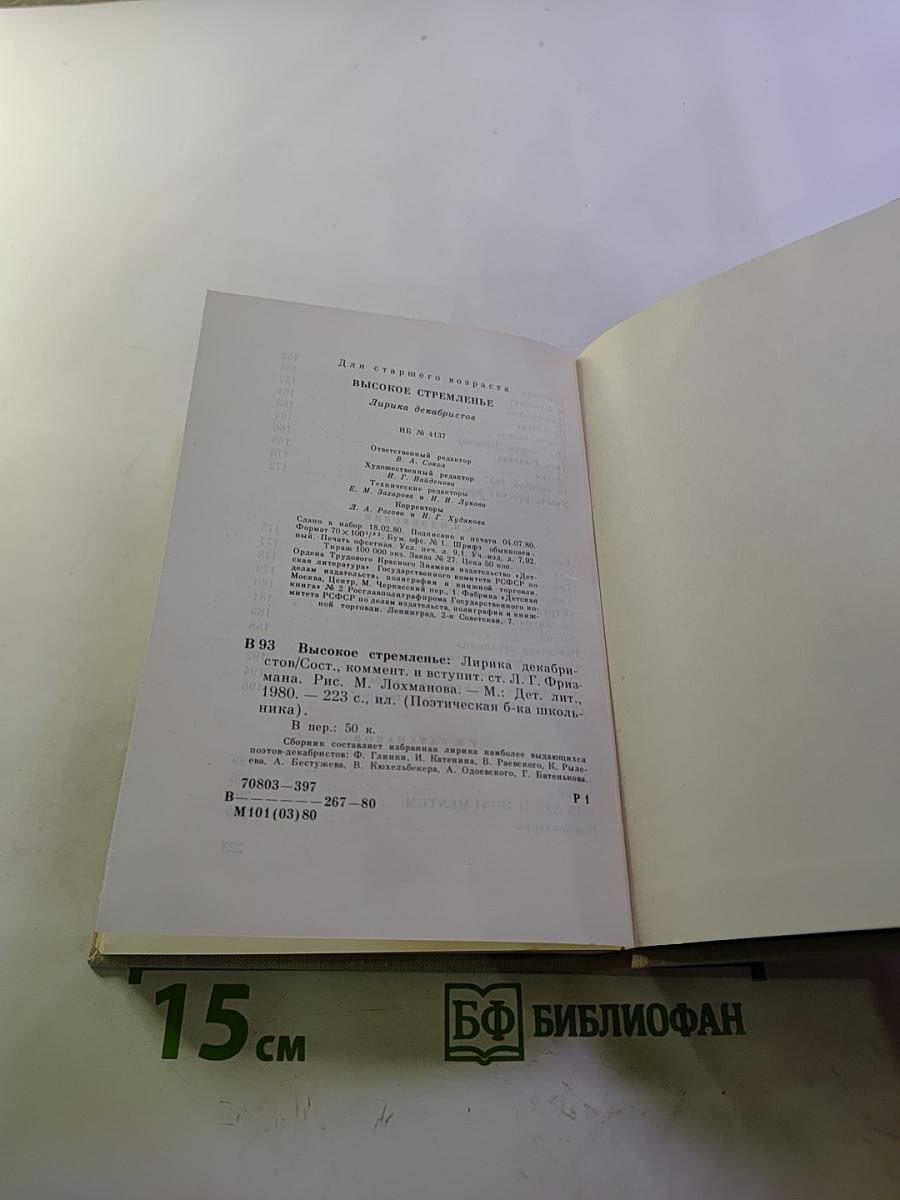 Для старшего возраста
ВЫСОКОЕ СТРЕМЛЕНЬЕ
Лирика декабристов
ИБ № 4137
Ответственный редактор
В. А. Сокол
Художественный редактор
И. Г. Найденова
Технические редакторы
Е. М. Захарова и Н. И. Лукова
Корректоры
Л. А. Рогова и Н. Г. Худякова
Сдано в набор 18.02.80. Подписано к печати 04.07.80.
Формат 70×100 1/32. Бум. офс. № 1. Шрифт обыкновен-
ный. Печать офсетная. Усл. печ. л. 9,1. Уч.-изд. л. 7,92.
Тираж 100 000 экз. Заказ № 27. Цена 50 коп.
Ордена Трудового Красного Знамени издательство «Дет-
ская литература» Государственного комитета РСФСР по
делам издательств, полиграфии и книжной торговли.
Москва, Центр, М. Черкасский пер., 1. Фабрика «Детская
книга» № 2 Росглавполиграфпрома Государственного ко-
митета РСФСР по делам издательств, полиграфии и книж-
ной торговли. Ленинград, 2-я Советская, 7.
В 93 Высокое стремленье: Лирика декабри-
стов/Сост., коммент. и вступит. ст. Л. Г. Фриз-
мана. Рис. М. Лохманова. — М.: Дет. лит.,
1980. — 223 с., ил. (Поэтическая б-ка школь-
ника).
В пер.: 50 к.
Сборник составляет избранная лирика наиболее выдающихся
поэтов-декабристов: Ф. Глинки, И. Катенина, В. Раевского, К. Рыле-
ева, А. Бестужева, В. Кюхельбекера, А. Одоевского, Г. Батенькова.
70803—397
В—————267—80
М101(03)80
Р 1
15 см
БФ БИБЛИОФАН